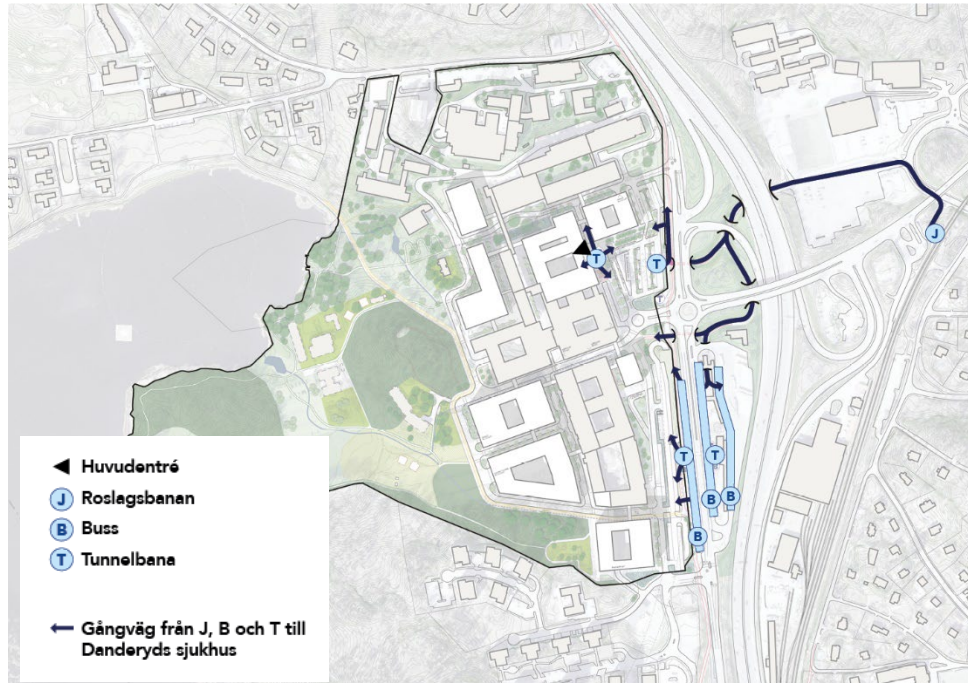 J
T
T
T
T
B
B
B
Huvudentré
J Roslagsbanan
B Buss
T Tunnelbana
Gångväg från J, B och T till
Danderyds sjukhus